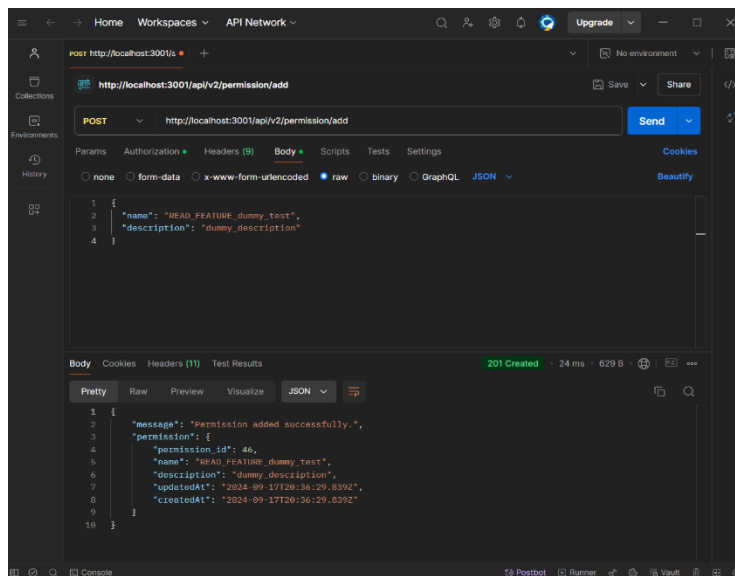 Home Workspaces API Network Upgrade
POST http://localhost:3001/a No environment
http://localhost:3001/api/v2/permission/add Save Share
POST http://localhost:3001/api/v2/permission/add Send
Params Authorization Headers (9) Body Scripts Tests Settings Cookies
none form-data x-www-form-urlencoded raw binary GraphQL JSON Beautify
1 {
2 "name": "READ_FEATURE_dummy_test",
3 "description": "dummy_description"
4 }
Body Cookies Headers (11) Test Results 201 Created 24 ms 629 B
Pretty Raw Preview Visualize JSON
1 {
2 "message": "Permission added successfully.",
3 "permission": {
4 "permission_id": 46,
5 "name": "READ_FEATURE_dummy_test",
6 "description": "dummy_description",
7 "updatedAt": "2024-09-17T20:36:29.839Z",
8 "createdAt": "2024-09-17T20:36:29.839Z"
9 }
10 }
Collections
Environments
History
Console Postbot Runner Vault